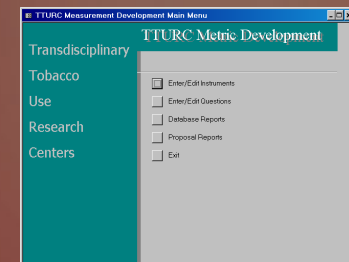 TTURC Measurement Development Main Menu
TTURC Metric Development
Transdisciplinary
Tobacco
Use
Research
Centers
Enter/Edit Instruments
Enter/Edit Questions
Database Reports
Proposal Reports
Exit